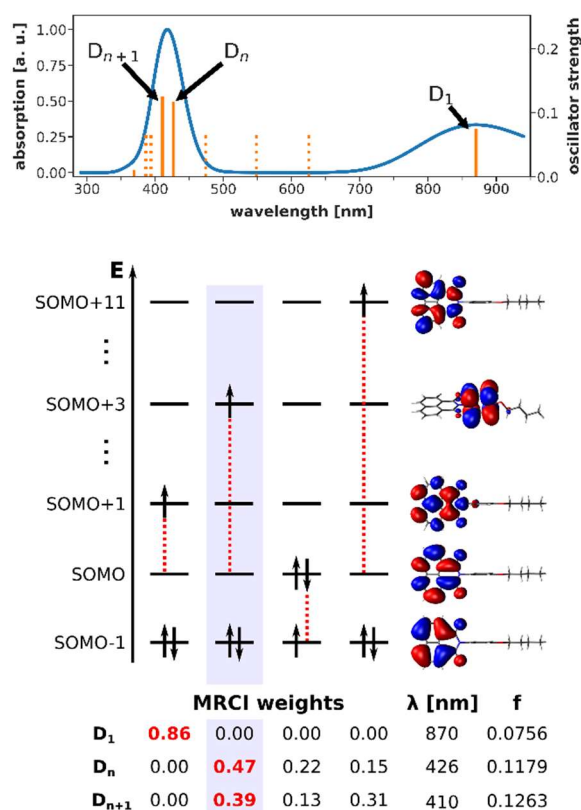 absorption [a. u.]
1.00
0.75
0.50
0.25
0.00
Dn+1
Dn
D1
0.2
0.1
0.0
oscillator strength
300 400 500 600 700 800 900
wavelength [nm]
E
SOMO+11
⋮
SOMO+3
⋮
SOMO+1
SOMO
SOMO-1
MRCI weights λ [nm] f
D1 0.86 0.00 0.00 0.00 870 0.0756
Dn 0.00 0.47 0.22 0.15 426 0.1179
Dn+1 0.00 0.39 0.13 0.31 410 0.1263